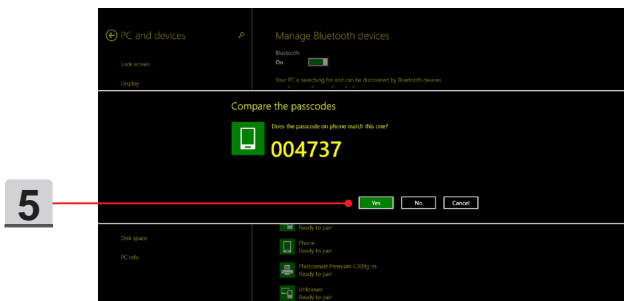 PC and devices
Manage Bluetooth devices
Bluetooth
On
Lock screen
Your PC is searching for and can be discovered by Bluetooth devices
Display
Compare the passcodes
Does the passcode on phone match this one?
004737
5
Yes
No
Cancel
Ready to pair
Disk space
Phone
Ready to pair
PC info
Photosmart Premium C309g-m
Ready to pair
Unknown
Ready to pair